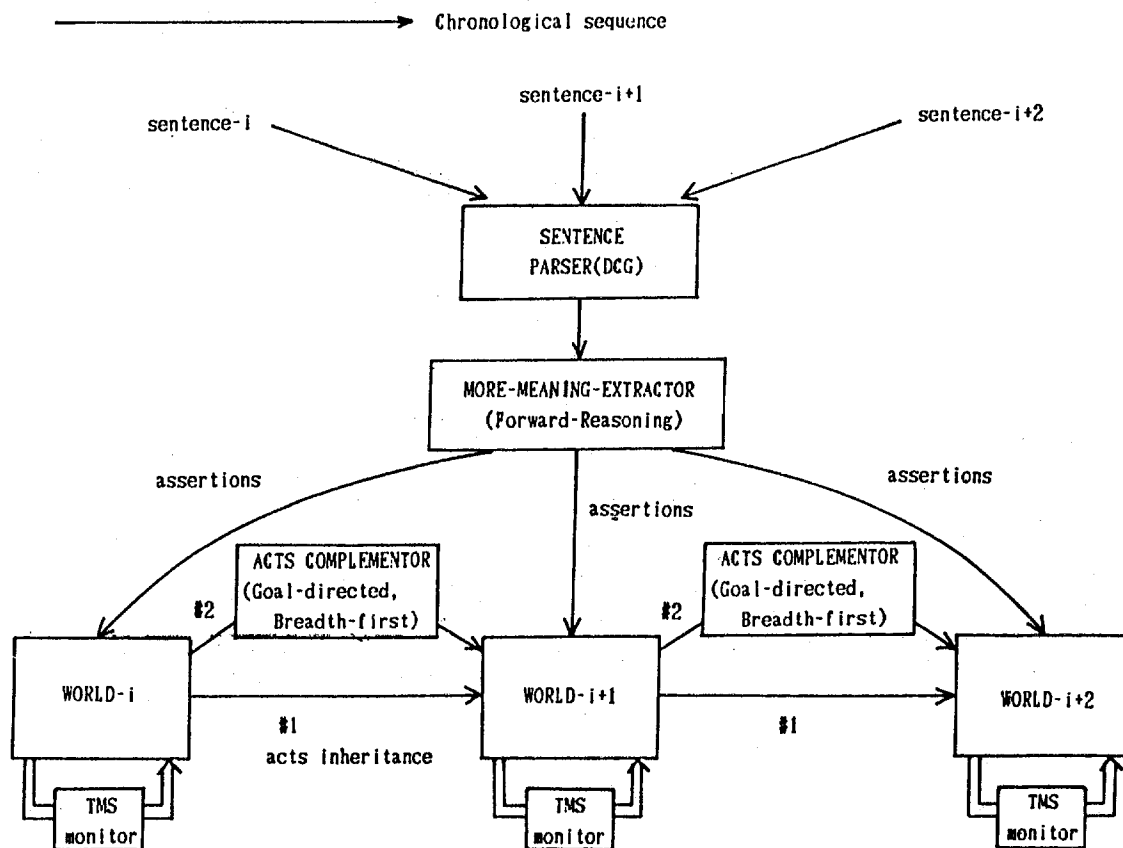 Chronological sequence
sentence-i
sentence-i+1
sentence-i+2
SENTENCE
PARSER(DCG)
MORE-MEANING-EXTRACTOR
(Forward-Reasoning)
assertions
assertions
assertions
ACTS COMPLEMENTOR
(Goal-directed,
Breadth-first)
ACTS COMPLEMENTOR
(Goal-directed,
Breadth-first)
#2
#2
WORLD-i
WORLD-i+1
WORLD-i+2
#1
acts inheritance
#1
TMS
monitor
TMS
monitor
TMS
monitor